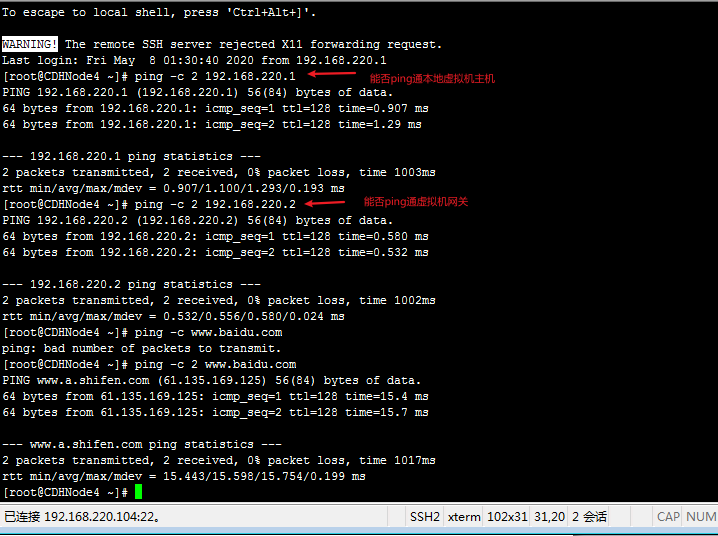 To escape to local shell, press 'Ctrl+Alt+]'.
WARNING! The remote SSH server rejected X11 forwarding request.
Last login: Fri May  8 01:30:40 2020 from 192.168.220.1
[root@CDHNode4 ~]# ping -c 2 192.168.220.1 能否ping通本地虚拟机主机
PING 192.168.220.1 (192.168.220.1) 56(84) bytes of data.
64 bytes from 192.168.220.1: icmp_seq=1 ttl=128 time=0.907 ms
64 bytes from 192.168.220.1: icmp_seq=2 ttl=128 time=1.29 ms
--- 192.168.220.1 ping statistics ---
2 packets transmitted, 2 received, 0% packet loss, time 1003ms
rtt min/avg/max/mdev = 0.907/1.100/1.293/0.193 ms
[root@CDHNode4 ~]# ping -c 2 192.168.220.2 能否ping通虚拟机网关
PING 192.168.220.2 (192.168.220.2) 56(84) bytes of data.
64 bytes from 192.168.220.2: icmp_seq=1 ttl=128 time=0.580 ms
64 bytes from 192.168.220.2: icmp_seq=2 ttl=128 time=0.532 ms
--- 192.168.220.2 ping statistics ---
2 packets transmitted, 2 received, 0% packet loss, time 1002ms
rtt min/avg/max/mdev = 0.532/0.556/0.580/0.024 ms
[root@CDHNode4 ~]# ping -c www.baidu.com
ping: bad number of packets to transmit.
[root@CDHNode4 ~]# ping -c 2 www.baidu.com
PING www.a.shifen.com (61.135.169.125) 56(84) bytes of data.
64 bytes from 61.135.169.125: icmp_seq=1 ttl=128 time=15.4 ms
64 bytes from 61.135.169.125: icmp_seq=2 ttl=128 time=15.7 ms
--- www.a.shifen.com ping statistics ---
2 packets transmitted, 2 received, 0% packet loss, time 1017ms
rtt min/avg/max/mdev = 15.443/15.598/15.754/0.199 ms
[root@CDHNode4 ~]#
已连接 192.168.220.104:22。 SSH2 xterm 102x31 31,20 2 会话 CAP NUM